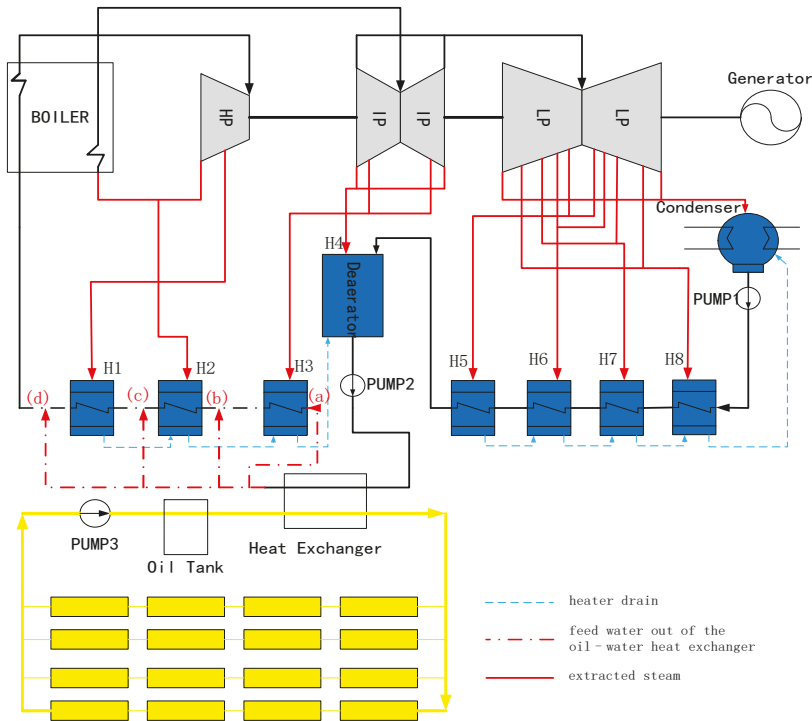 BOILER
HP
IP
IP
LP
LP
Generator
Condenser
PUMP1
H4
Deaerator
PUMP2
H1
H2
H3
H5
H6
H7
H8
(d)
(c)
(b)
(a)
PUMP3
Oil Tank
Heat Exchanger
heater drain
feed water out of the
oil-water heat exchanger
extracted steam